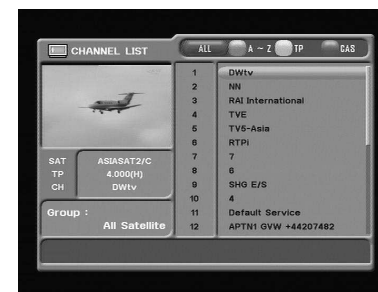 CHANNEL LIST
ALL A ~ Z TP CAS
1 DWtv
2 NN
3 RAI International
4 TVE
5 TV5-Asia
6 RTPi
7 7
8 6
9 SHG E/S
10 4
11 Default Service
12 APTN1 GVW +44207482
SAT ASIASAT2/C
TP 4.000(H)
CH DWtv
Group :
All Satellite